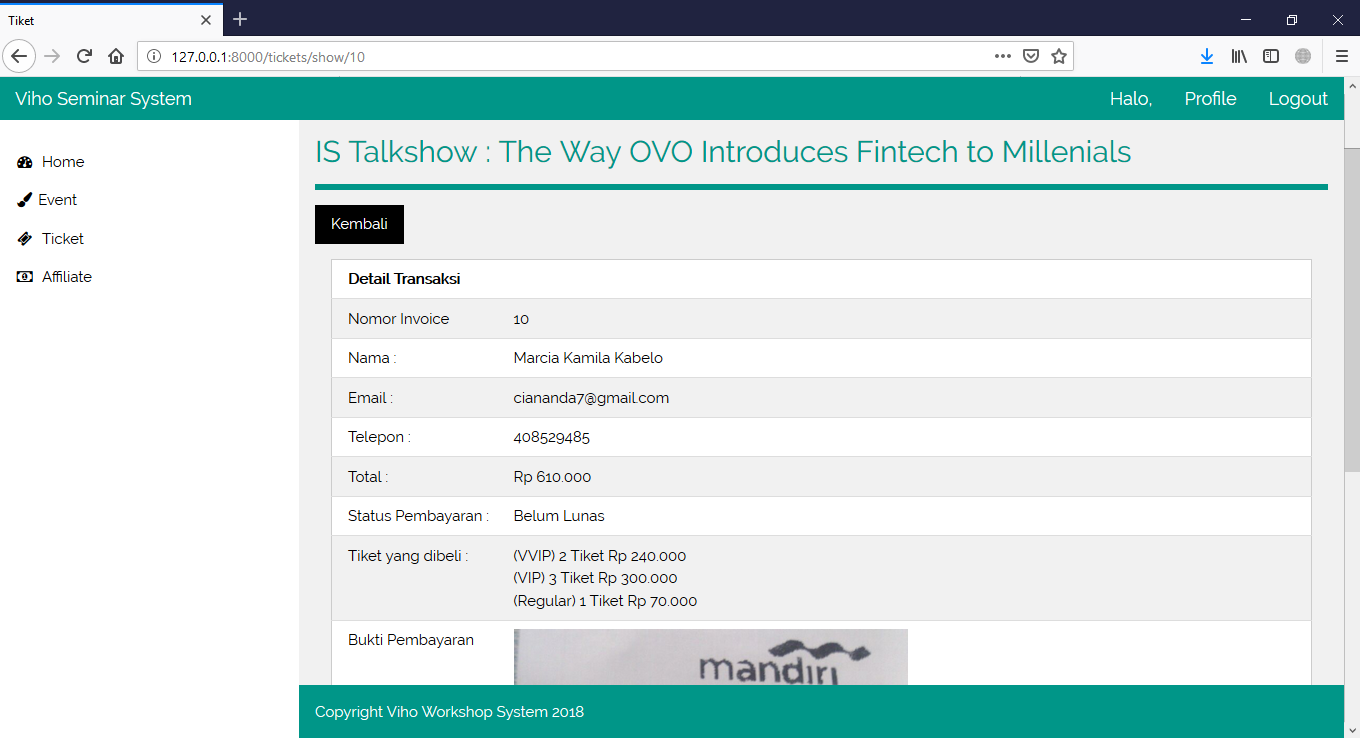 Tiket
127.0.0.1:8000/tickets/show/10
Viho Seminar System
Halo,
Profile
Logout
Home
Event
Ticket
Affiliate
IS Talkshow : The Way OVO Introduces Fintech to Millenials
Kembali
Detail Transaksi
Nomor Invoice 10
Nama : Marcia Kamila Kabelo
Email : ciananda7@gmail.com
Telepon : 408529485
Total : Rp 610.000
Status Pembayaran : Belum Lunas
Tiket yang dibeli : (VVIP) 2 Tiket Rp 240.000
(VIP) 3 Tiket Rp 300.000
(Regular) 1 Tiket Rp 70.000
Bukti Pembayaran
mandiri
Copyright Viho Workshop System 2018